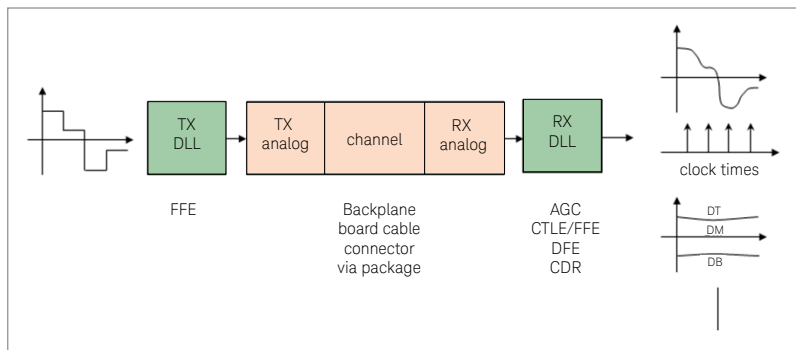 TX
DLL
TX
analog
channel
RX
analog
RX
DLL
FFE
Backplane
board cable
connector
via package
AGC
CTLE/FFE
DFE
CDR
clock times
DT
DM
DB